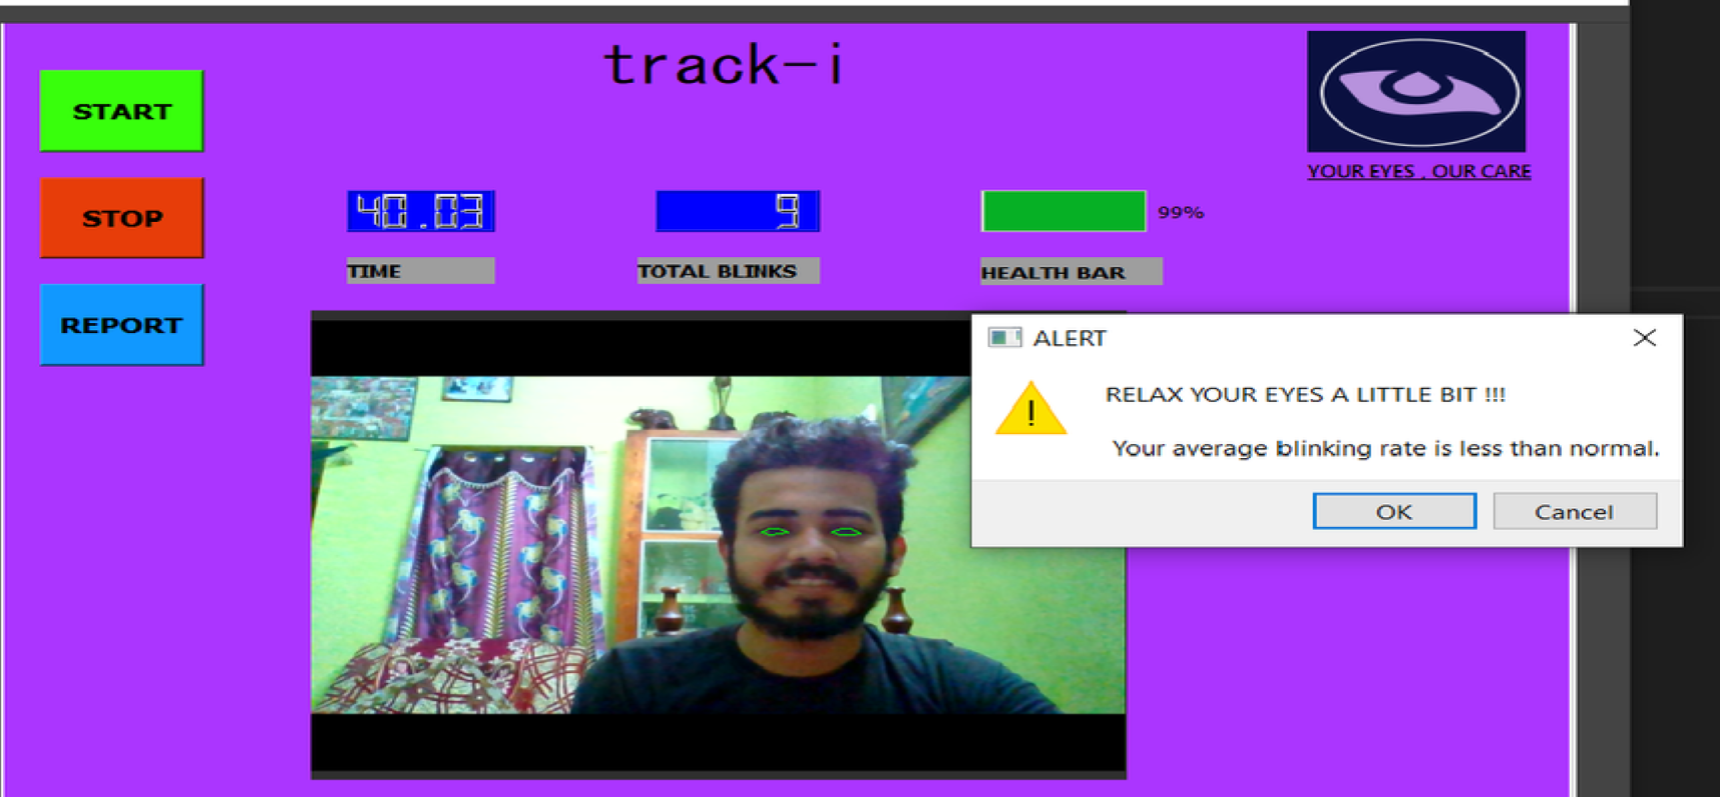 track-i
START
STOP
REPORT
YOUR EYES , OUR CARE
40.03
9
99%
TIME
TOTAL BLINKS
HEALTH BAR
ALERT
RELAX YOUR EYES A LITTLE BIT !!!
Your average blinking rate is less than normal.
OK
Cancel